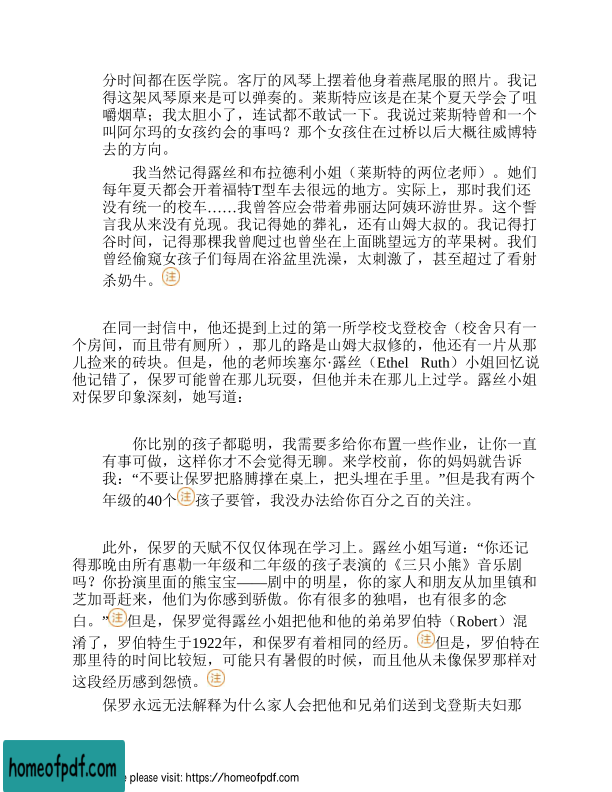 分时间都在医学院。客厅的风琴上摆着他身着燕尾服的照片。我记
得这架风琴原来是可以弹奏的。莱斯特应该是在某个夏天学会了咀
嚼烟草；我太胆小了，连试都不敢试一下。我说过莱斯特曾和一个
叫阿尔玛的女孩约会的事吗？那个女孩住在过桥以后大概往威博特
去的方向。
我当然记得露丝和布拉德利小姐（莱斯特的两位老师）。她们
每年夏天都会开着福特T型车去很远的地方。实际上，那时我们还
没有统一的校车……我曾答应会带着弗丽达阿姨环游世界。这个誓
言我从来没有兑现。我记得她的葬礼，还有山姆大叔的。我记得打
谷时间，记得那棵我曾爬过也曾坐在上面眺望远方的苹果树。我们
曾经偷窥女孩子们每周在浴盆里洗澡，太刺激了，甚至超过了看射
杀奶牛。注
在同一封信中，他还提到上过的第一所学校戈登校舍（校舍只有一
个房间，而且带有厕所），那儿的路是山姆大叔修的，他还有一片从那
儿捡来的砖块。但是，他的老师埃塞尔·露丝（Ethel Ruth）小姐回忆说
他记错了，保罗可能曾在那儿玩耍，但他并未在那儿上过学。露丝小姐
对保罗印象深刻，她写道：
你比别的孩子都聪明，我需要多给你布置一些作业，让你一直
有事可做，这样你才不会觉得无聊。来学校前，你的妈妈就告诉
我：“不要让保罗把胳膊撑在桌上，把头埋在手里。”但是我有两个
年级的40个注孩子要管，我没办法给你百分之百的关注。
此外，保罗的天赋不仅仅体现在学习上。露丝小姐写道：“你还记
得那晚由所有惠勒一年级和二年级的孩子表演的《三只小熊》音乐剧
吗？你扮演里面的熊宝宝——剧中的明星，你的家人和朋友从加里镇和
芝加哥赶来，他们为你感到骄傲。你有很多的独唱，也有很多的念
白。”注但是，保罗觉得露丝小姐把他和他的弟弟罗伯特（Robert）混
淆了，罗伯特生于1922年，和保罗有着相同的经历。注但是，罗伯特在
那里待的时间比较短，可能只有暑假的时候，而且他从未像保罗那样对
这段经历感到怨愤。注
保罗永远无法解释为什么家人会把他和兄弟们送到戈登斯夫妇那
homeofpdf.com
please visit: https://homeofpdf.com